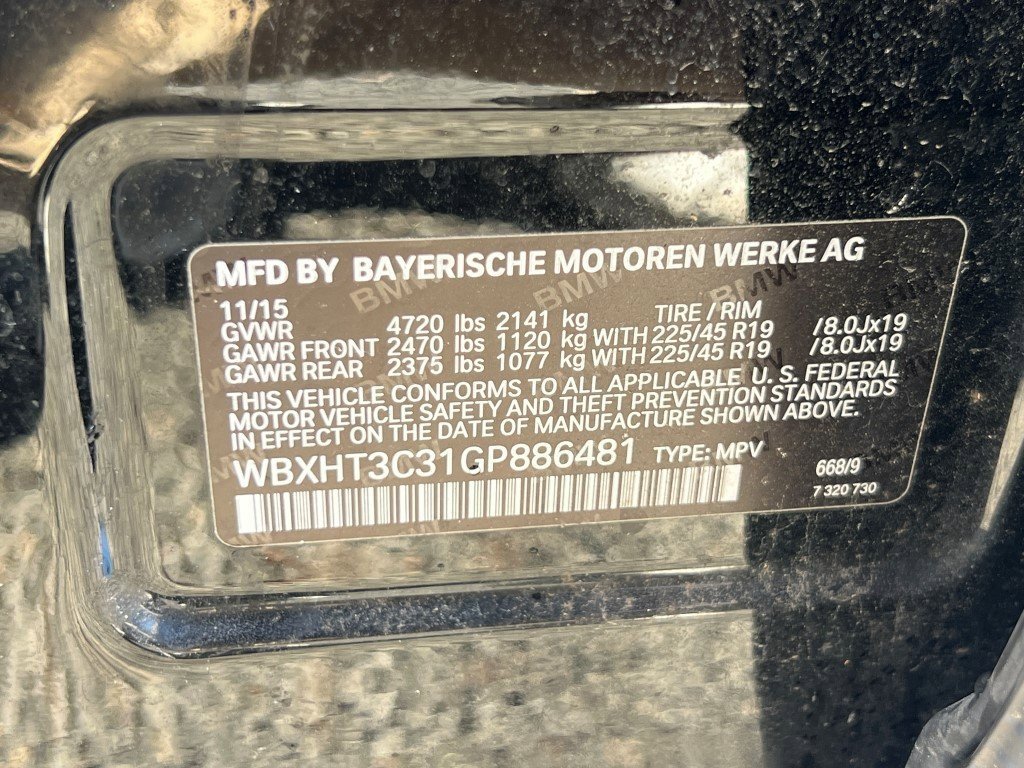 MFD BY BAYERISCHE MOTOREN WERKE AG
11/15 TIRE / RIM
GVWR 4720 lbs 2141 kg
GAWR FRONT 2470 lbs 1120 kg WITH 225/45 R19 /8.0Jx19
GAWR REAR 2375 lbs 1077 kg WITH 225/45 R19 /8.0Jx19
THIS VEHICLE CONFORMS TO ALL APPLICABLE U. S. FEDERAL
MOTOR VEHICLE SAFETY AND THEFT PREVENTION STANDARDS
IN EFFECT ON THE DATE OF MANUFACTURE SHOWN ABOVE.
WBXHT3C31GP886481 TYPE: MPV 668/9
7 320 730